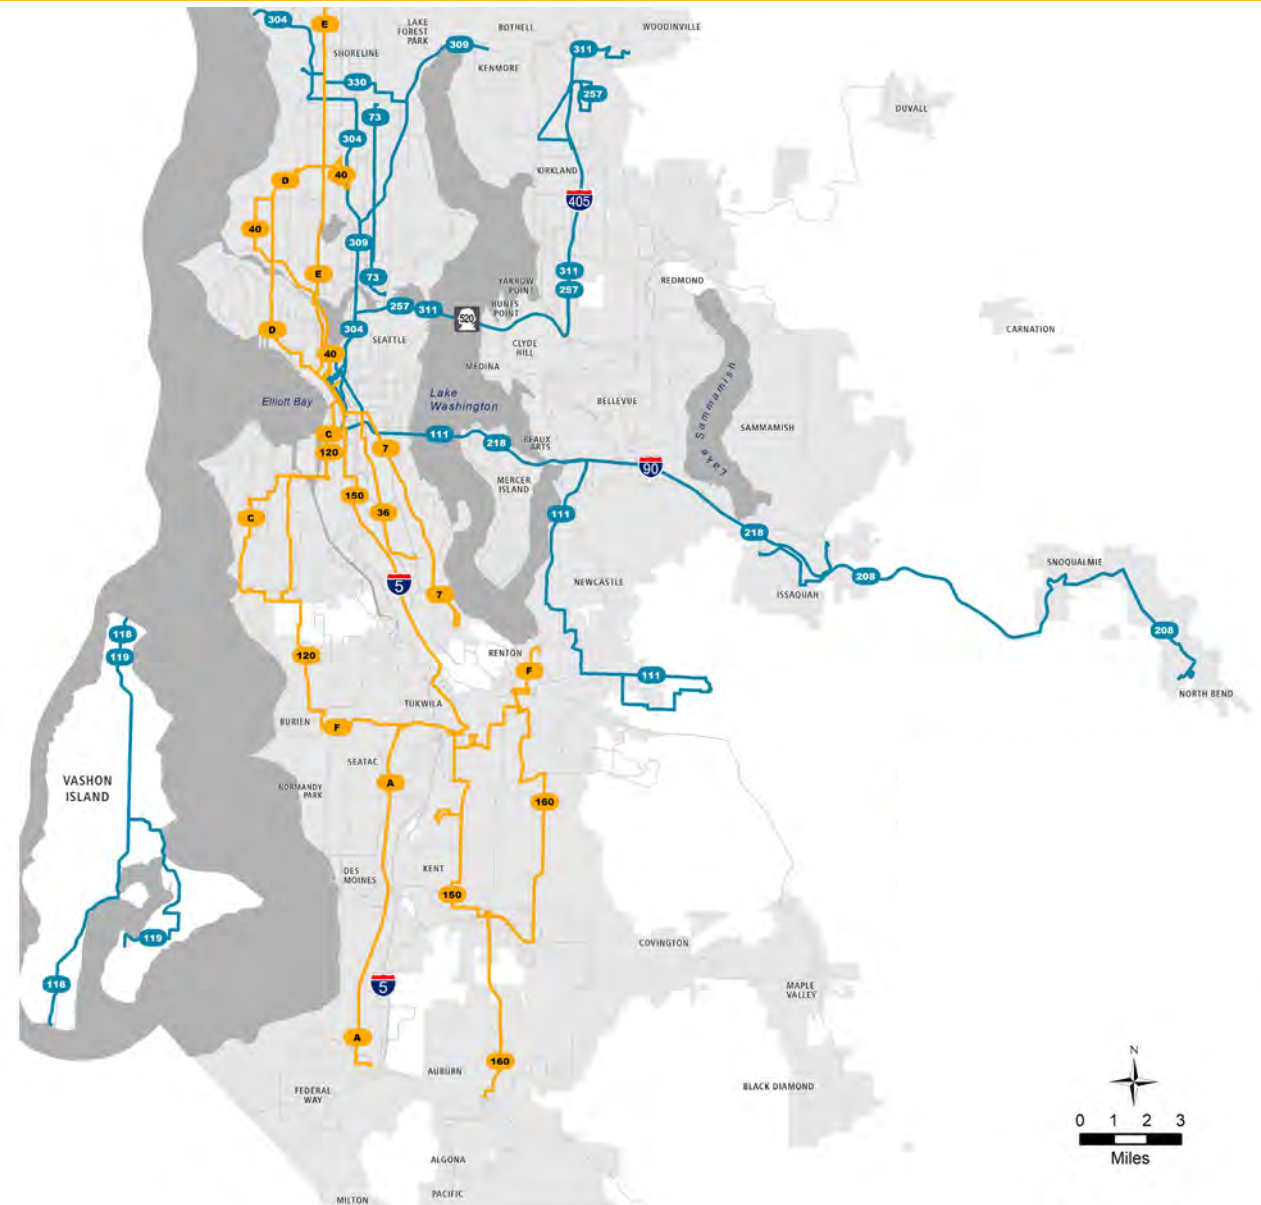 304
E
LAKE
FOREST
PARK
BOTHELL
WOODINVILLE
309
311
SHORELINE
KENMORE
330
257
73
DUVALL
304
KIRKLAND
40
D
405
40
309
E
73
311
YARROW
POINT
REDMOND
257
HUNTS
POINT
257
311
520
D
304
SEATTLE
CARNATION
CLYDE
HILL
40
MEDINA
Lake
Washington
Elliott Bay
BELLEVUE
Lake Sammamish
SAMMAMISH
C
111
218
BEAUX
ARTS
7
120
90
MERCER
ISLAND
150
36
C
111
218
SNOQUALMIE
5
NEWCASTLE
208
ISSAQUAH
7
118
119
208
RENTON
120
F
111
NORTH BEND
TUKWILA
BURIEN
F
SEATAC
VASHON
ISLAND
A
NORMANDY
PARK
160
DES
MOINES
KENT
150
119
COVINGTON
118
5
MAPLE
VALLEY
A
N
160
AUBURN
BLACK DIAMOND
FEDERAL
WAY
0 1 2 3
Miles
ALGONA
PACIFIC
MILTON